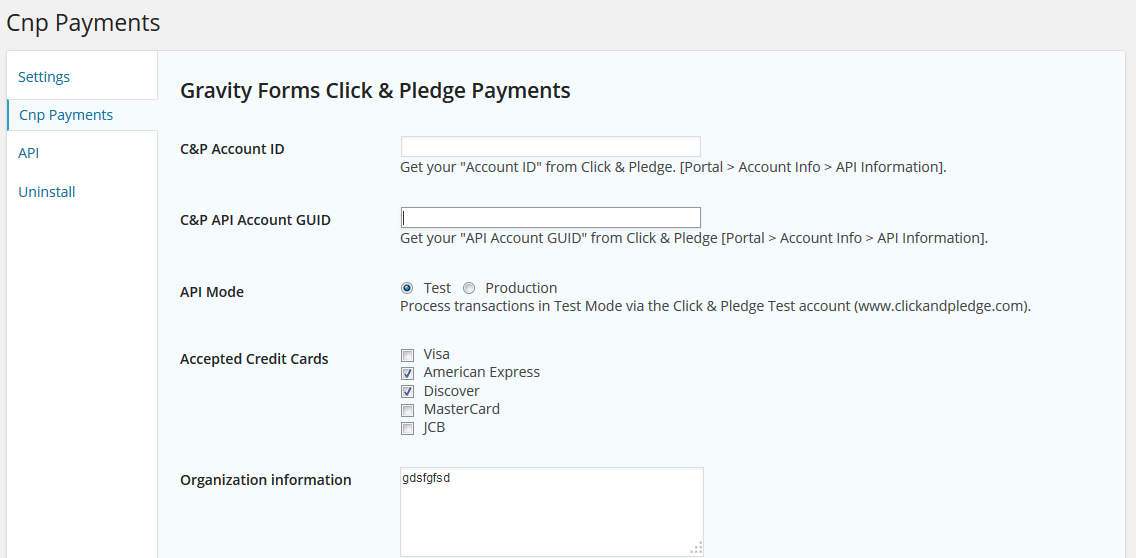 Cnp Payments
Settings
Cnp Payments
API
Uninstall
Gravity Forms Click & Pledge Payments
C&P Account ID
Get your "Account ID" from Click & Pledge. [Portal > Account Info > API Information].
C&P API Account GUID
Get your "API Account GUID" from Click & Pledge [Portal > Account Info > API Information].
API Mode
Test Production
Process transactions in Test Mode via the Click & Pledge Test account (www.clickandpledge.com).
Accepted Credit Cards
Visa
American Express
Discover
MasterCard
JCB
Organization information
gdsfgfsd